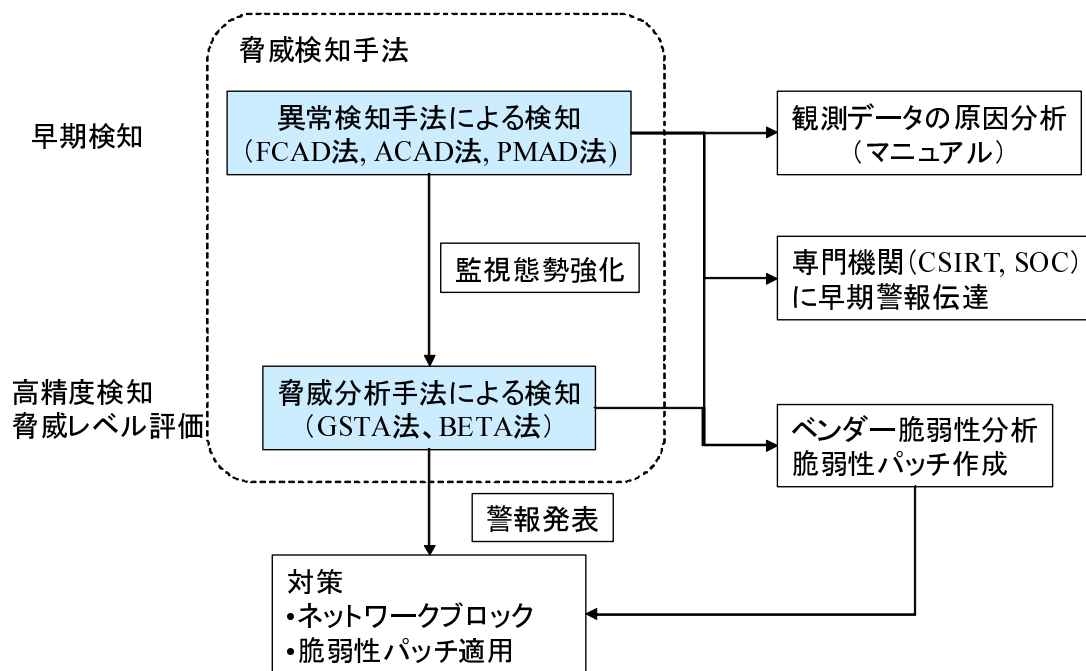 脅威検知手法
早期検知
異常検知手法による検知
(FCAD法, ACAD法, PMAD法)
観測データの原因分析
(マニュアル)
監視態勢強化
専門機関(CSIRT, SOC)
に早期警報伝達
高精度検知
脅威レベル評価
脅威分析手法による検知
(GSTA法、BETA法)
ベンダー脆弱性分析
脆弱性パッチ作成
警報発表
対策
•ネットワークブロック
•脆弱性パッチ適用